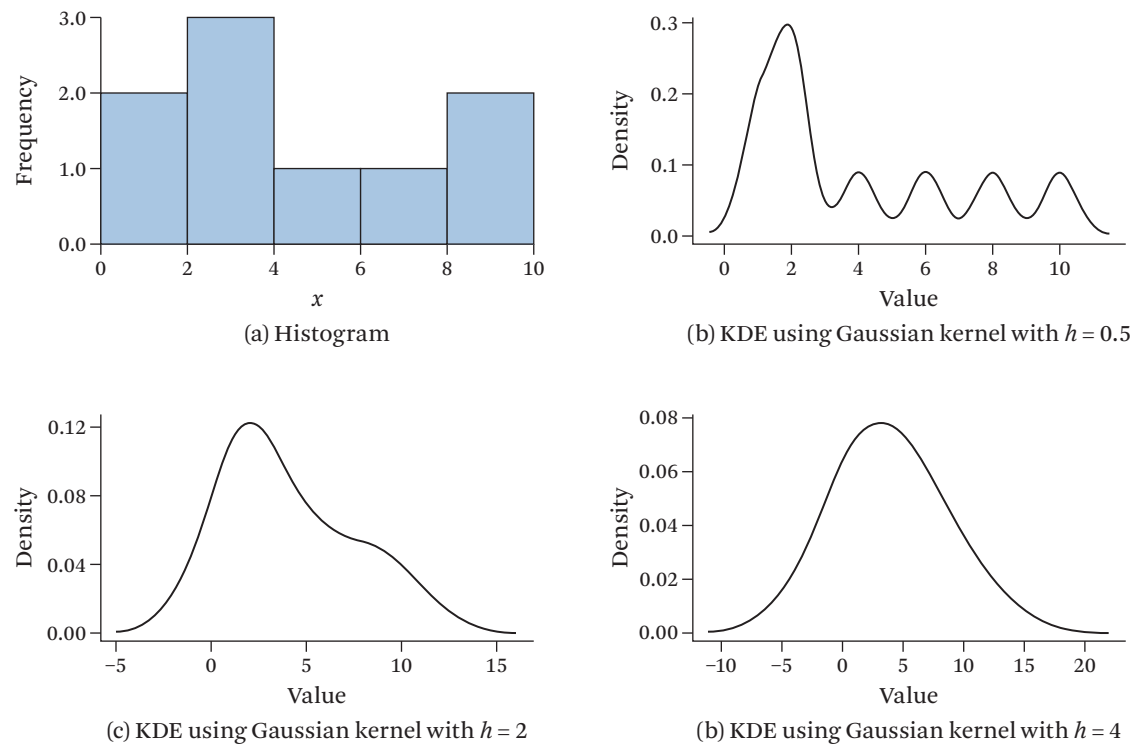 3.0
2.0
1.0
0.0
Frequency
0 2 4 6 8 10
x
(a) Histogram
0.3
0.2
0.1
0.0
Density
0 2 4 6 8 10
Value
(b) KDE using Gaussian kernel with h = 0.5
0.12
0.08
0.04
0.00
Density
−5 0 5 10 15
Value
(c) KDE using Gaussian kernel with h = 2
0.08
0.06
0.04
0.02
0.00
Density
−10 −5 0 5 10 15 20
Value
(b) KDE using Gaussian kernel with h = 4